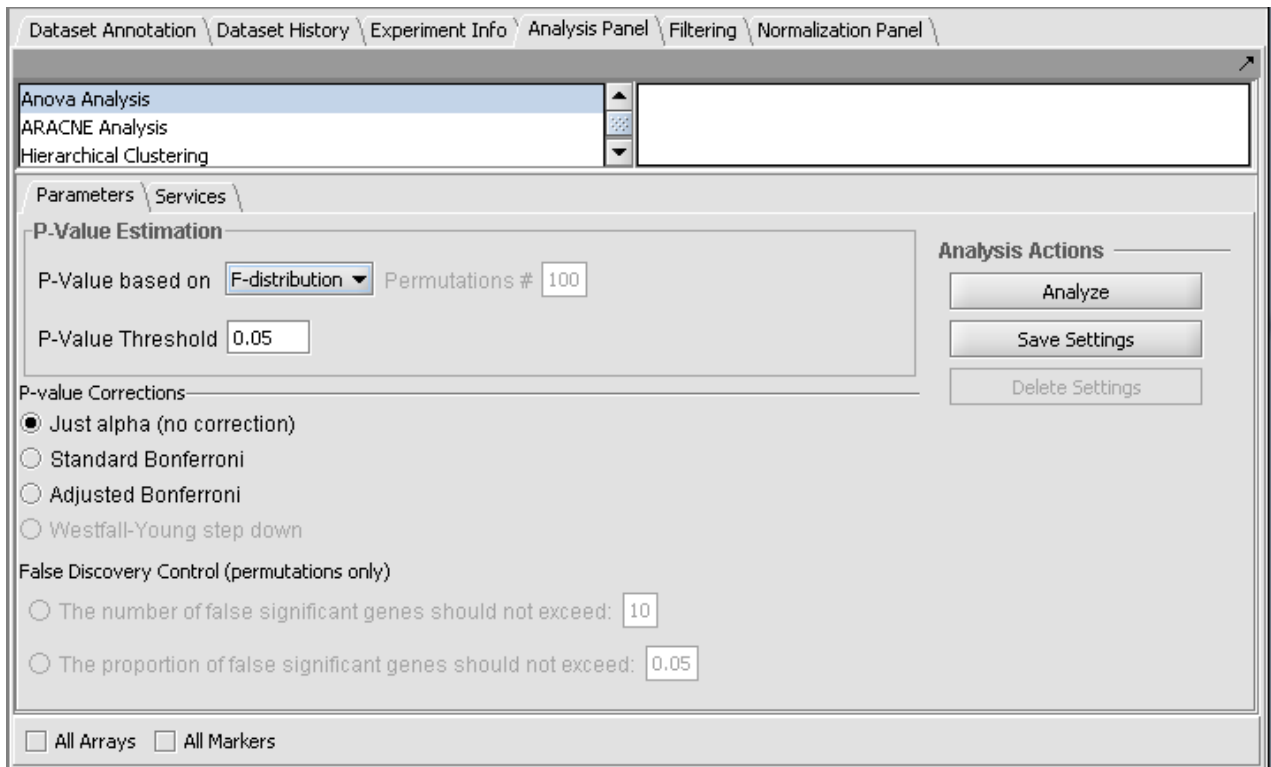 Dataset Annotation Dataset History Experiment Info Analysis Panel Filtering Normalization Panel
Anova Analysis
ARACNE Analysis
Hierarchical Clustering
Parameters Services
P-Value Estimation
P-Value based on F-distribution Permutations # 100
P-Value Threshold 0.05
Analysis Actions
Analyze
Save Settings
Delete Settings
P-value Corrections
Just alpha (no correction)
Standard Bonferroni
Adjusted Bonferroni
Westfall-Young step down
False Discovery Control (permutations only)
The number of false significant genes should not exceed: 10
The proportion of false significant genes should not exceed: 0.05
All Arrays All Markers